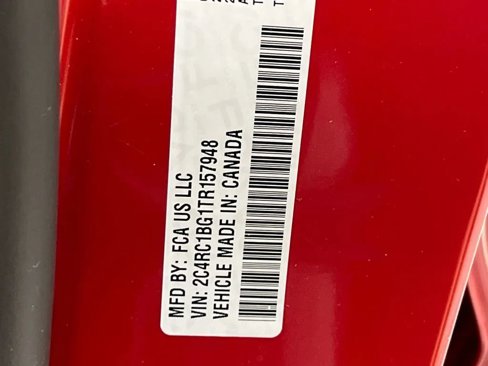 MFD BY: FCA US LLC
VIN: 2C4RC1BG1TR157948
VEHICLE MADE IN: CANADA